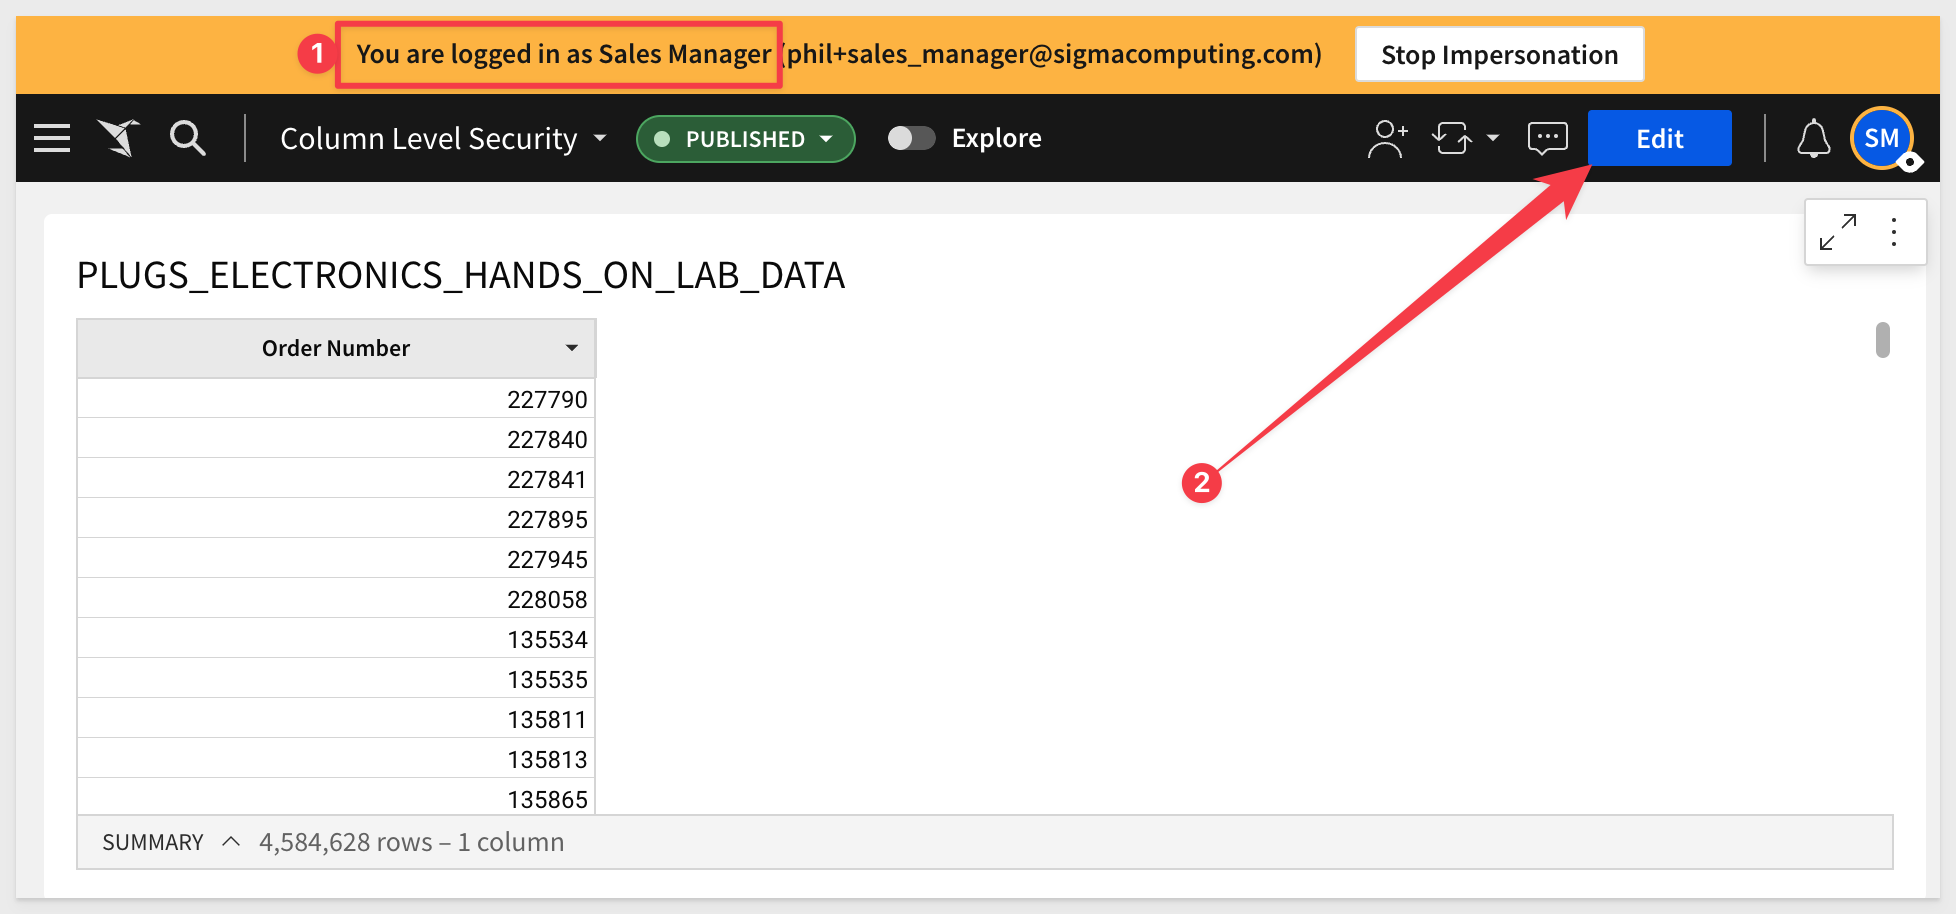 1 You are logged in as Sales Manager (phil+sales_manager@sigmacomputing.com) Stop Impersonation
Column Level Security PUBLISHED Explore Edit SM
PLUGS_ELECTRONICS_HANDS_ON_LAB_DATA
Order Number
227790
227840
227841
2
227895
227945
228058
135534
135535
135811
135813
135865
SUMMARY 4,584,628 rows – 1 column